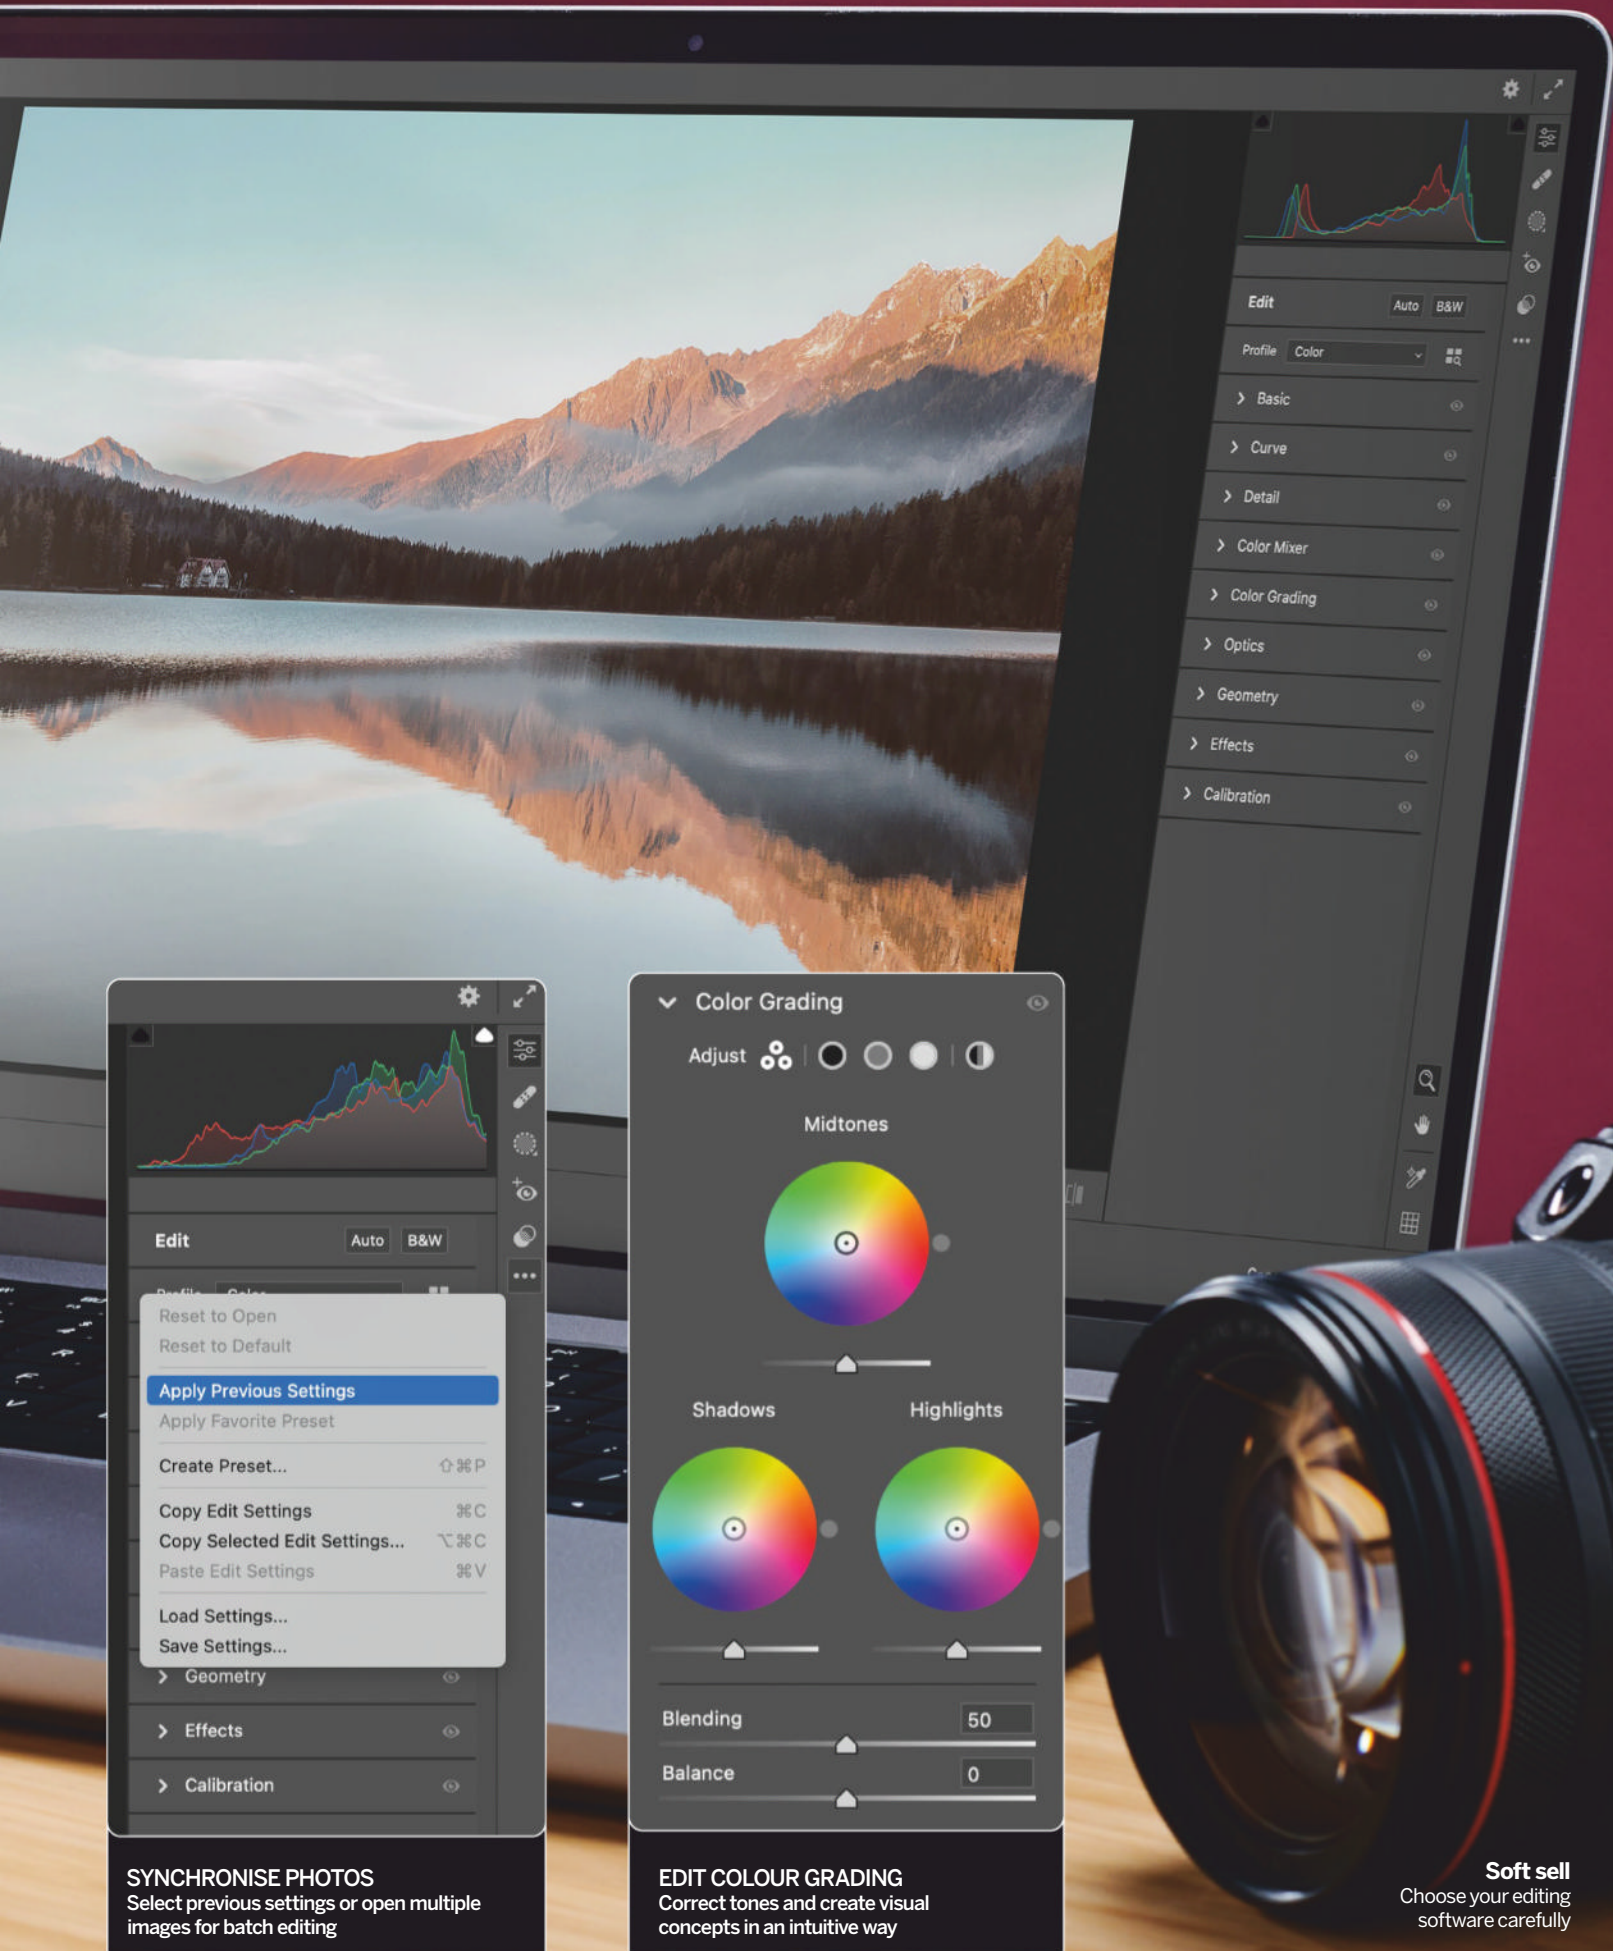 Edit Auto B&W
Profile Color
Basic
Curve
Detail
Color Mixer
Color Grading
Optics
Geometry
Effects
Calibration
Edit Auto B&W
Profile Color
Reset to Open
Reset to Default
Apply Previous Settings
Apply Favorite Preset
Create Preset... ⇧⌘P
Copy Edit Settings ⌘C
Copy Selected Edit Settings... ⌥⌘C
Paste Edit Settings ⌘V
Load Settings...
Save Settings...
Geometry
Effects
Calibration
Color Grading
Adjust
Midtones
Shadows Highlights
Blending 50
Balance 0
SYNCHRONISE PHOTOS
Select previous settings or open multiple
images for batch editing
EDIT COLOUR GRADING
Correct tones and create visual
concepts in an intuitive way
Soft sell
Choose your editing
software carefully